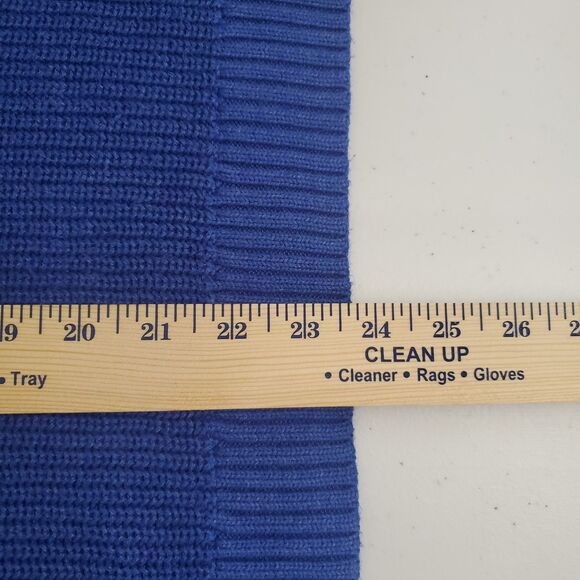 9 20 21 22 23 24 25 26
CLEAN UP
• Tray • Cleaner • Rags • Gloves